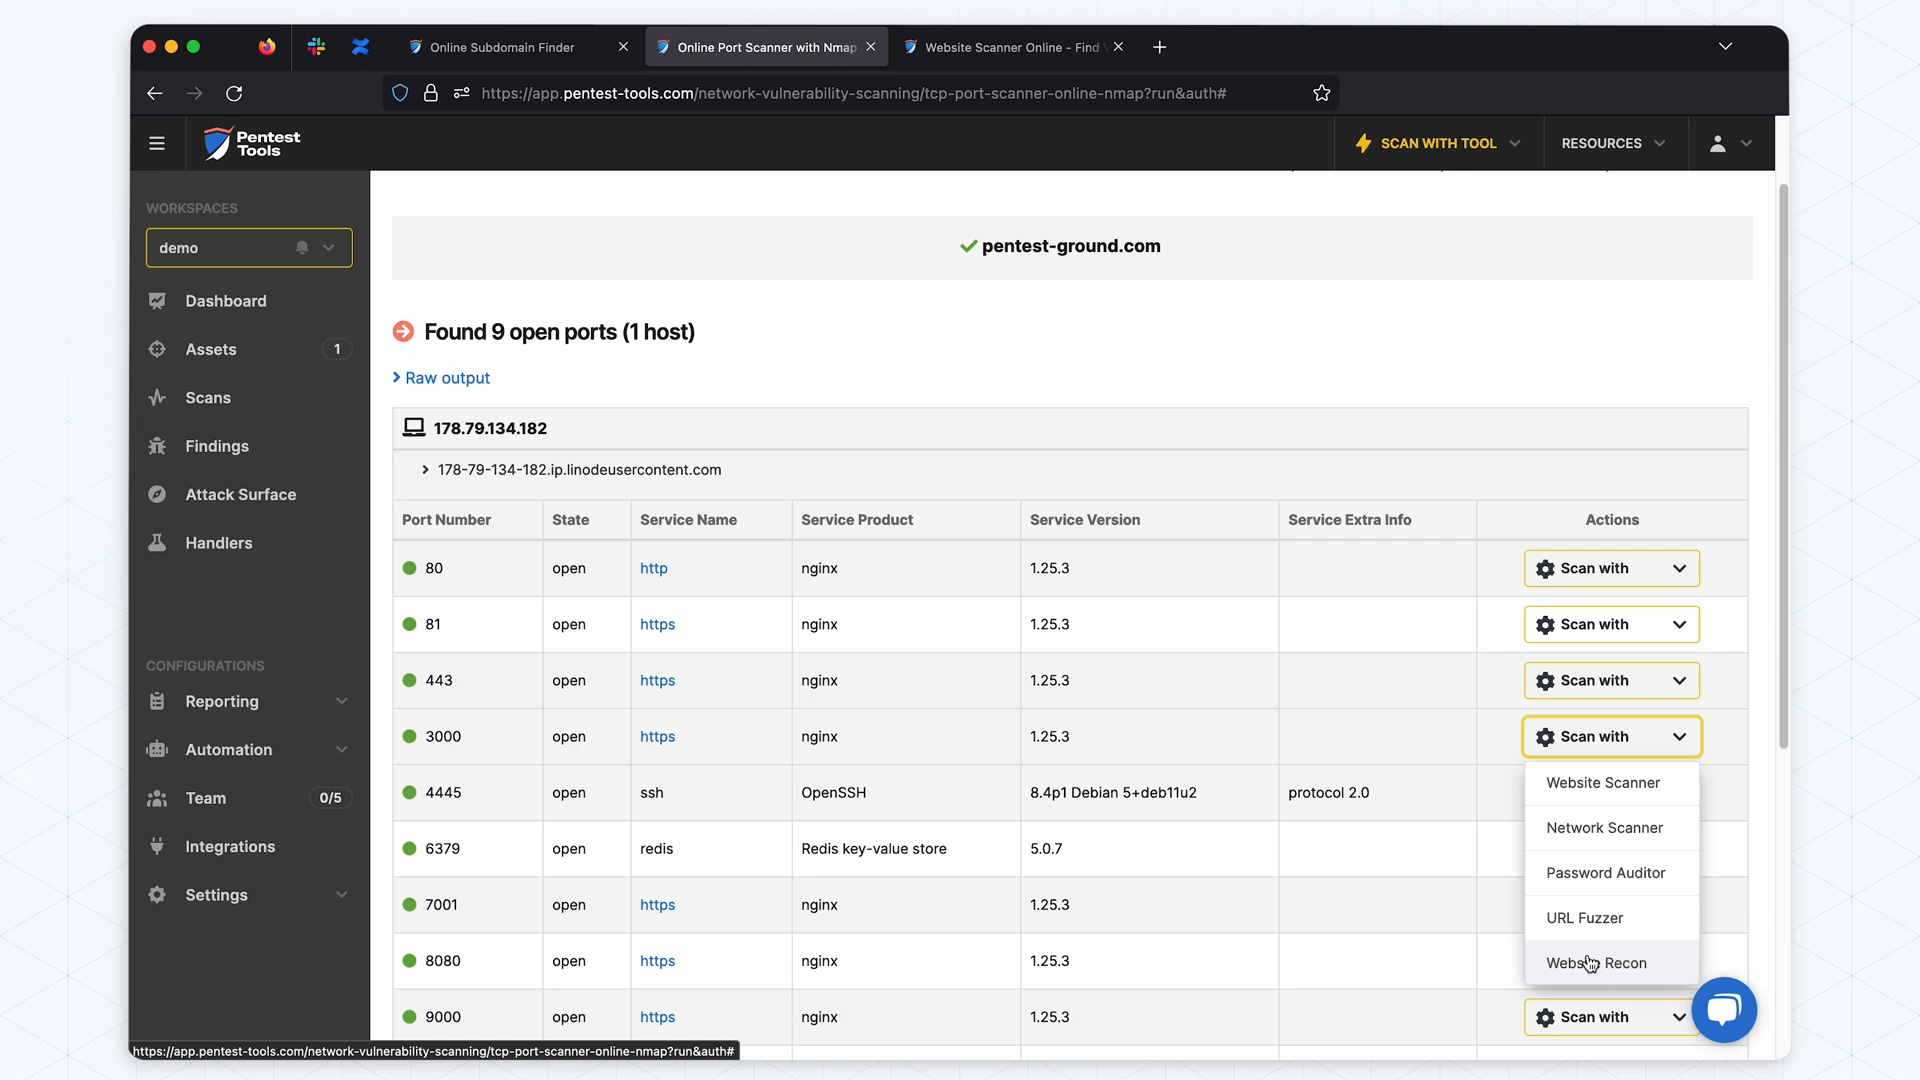 Online Subdomain Finder
Online Port Scanner with Nmap
Website Scanner Online - Find
https://app.pentest-tools.com/network-vulnerability-scanning/tcp-port-scanner-online-nmap?run&auth#
Pentest
Tools
SCAN WITH TOOL
RESOURCES
WORKSPACES
demo
Dashboard
Assets 1
Scans
Findings
Attack Surface
Handlers
CONFIGURATIONS
Reporting
Automation
Team 0/5
Integrations
Settings
pentest-ground.com
Found 9 open ports (1 host)
Raw output
178.79.134.182
178-79-134-182.ip.linodeusercontent.com
Port Number State Service Name Service Product Service Version Service Extra Info Actions
80 open http nginx 1.25.3 Scan with
81 open https nginx 1.25.3 Scan with
443 open https nginx 1.25.3 Scan with
3000 open https nginx 1.25.3 Scan with
4445 open ssh OpenSSH 8.4p1 Debian 5+deb11u2 protocol 2.0
6379 open redis Redis key-value store 5.0.7
7001 open https nginx 1.25.3
8080 open https nginx 1.25.3
9000 open https nginx 1.25.3 Scan with
Website Scanner
Network Scanner
Password Auditor
URL Fuzzer
Website Recon
https://app.pentest-tools.com/network-vulnerability-scanning/tcp-port-scanner-online-nmap?run&auth#